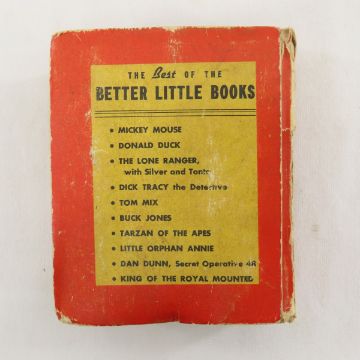 THE Best OF THE
BETTER LITTLE BOOKS
• MICKEY MOUSE
• DONALD DUCK
• THE LONE RANGER,
with Silver and Tonto
• DICK TRACY the Detective
• TOM MIX
• BUCK JONES
• TARZAN OF THE APES
• LITTLE ORPHAN ANNIE
• DAN DUNN, Secret Operative 48
• KING OF THE ROYAL MOUNTED